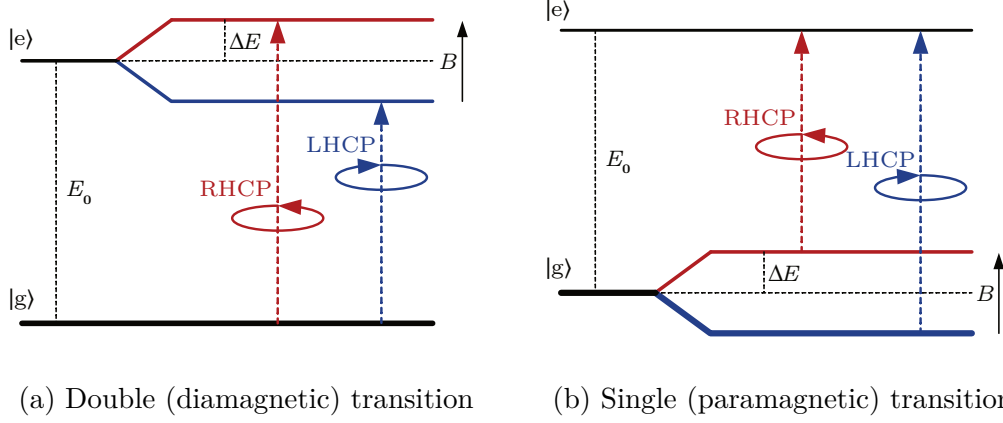 |e⟩
ΔE
B
LHCP
RHCP
E₀
|g⟩
(a) Double (diamagnetic) transition
|e⟩
RHCP
LHCP
E₀
|g⟩
ΔE
B
(b) Single (paramagnetic) transition